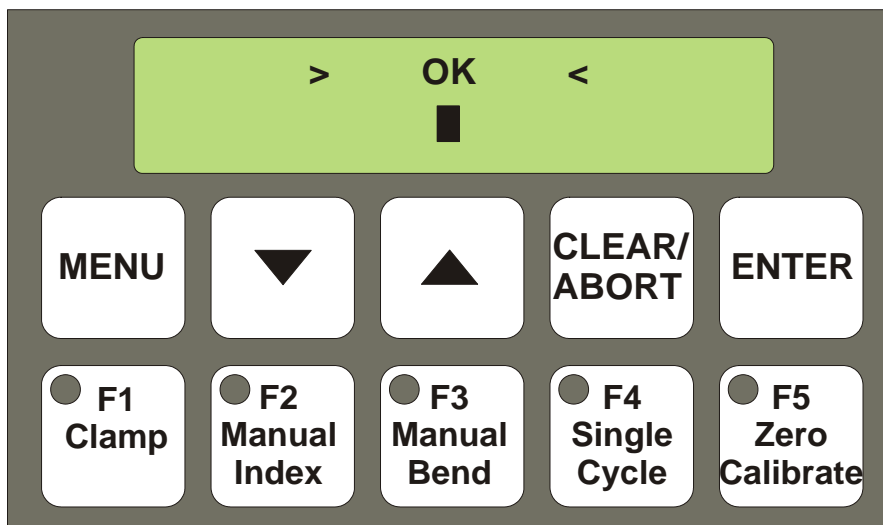 > OK <
MENU
CLEAR/
ABORT
ENTER
F1
Clamp
F2
Manual
Index
F3
Manual
Bend
F4
Single
Cycle
F5
Zero
Calibrate